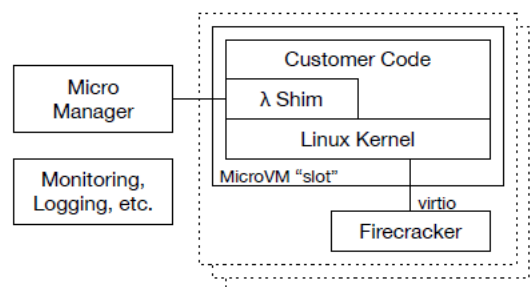 Micro
Manager
Monitoring,
Logging, etc.
Customer Code
λ Shim
Linux Kernel
MicroVM “slot”
virtio
Firecracker